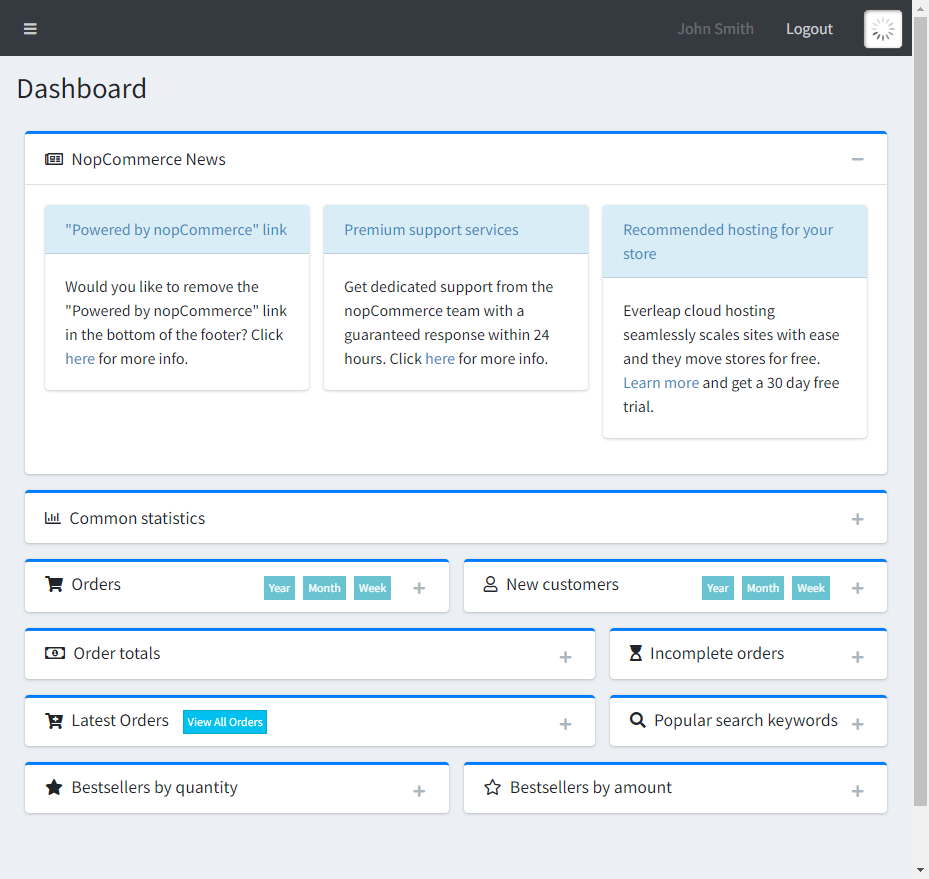 John Smith
Logout
Dashboard
NopCommerce News
"Powered by nopCommerce" link
Would you like to remove the
"Powered by nopCommerce" link
in the bottom of the footer? Click
here for more info.
Premium support services
Get dedicated support from the
nopCommerce team with a
guaranteed response within 24
hours. Click here for more info.
Recommended hosting for your
store
Everleap cloud hosting
seamlessly scales sites with ease
and they move stores for free.
Learn more and get a 30 day free
trial.
Common statistics
Orders
Year
Month
Week
New customers
Year
Month
Week
Order totals
Incomplete orders
Latest Orders
View All Orders
Popular search keywords
Bestsellers by quantity
Bestsellers by amount